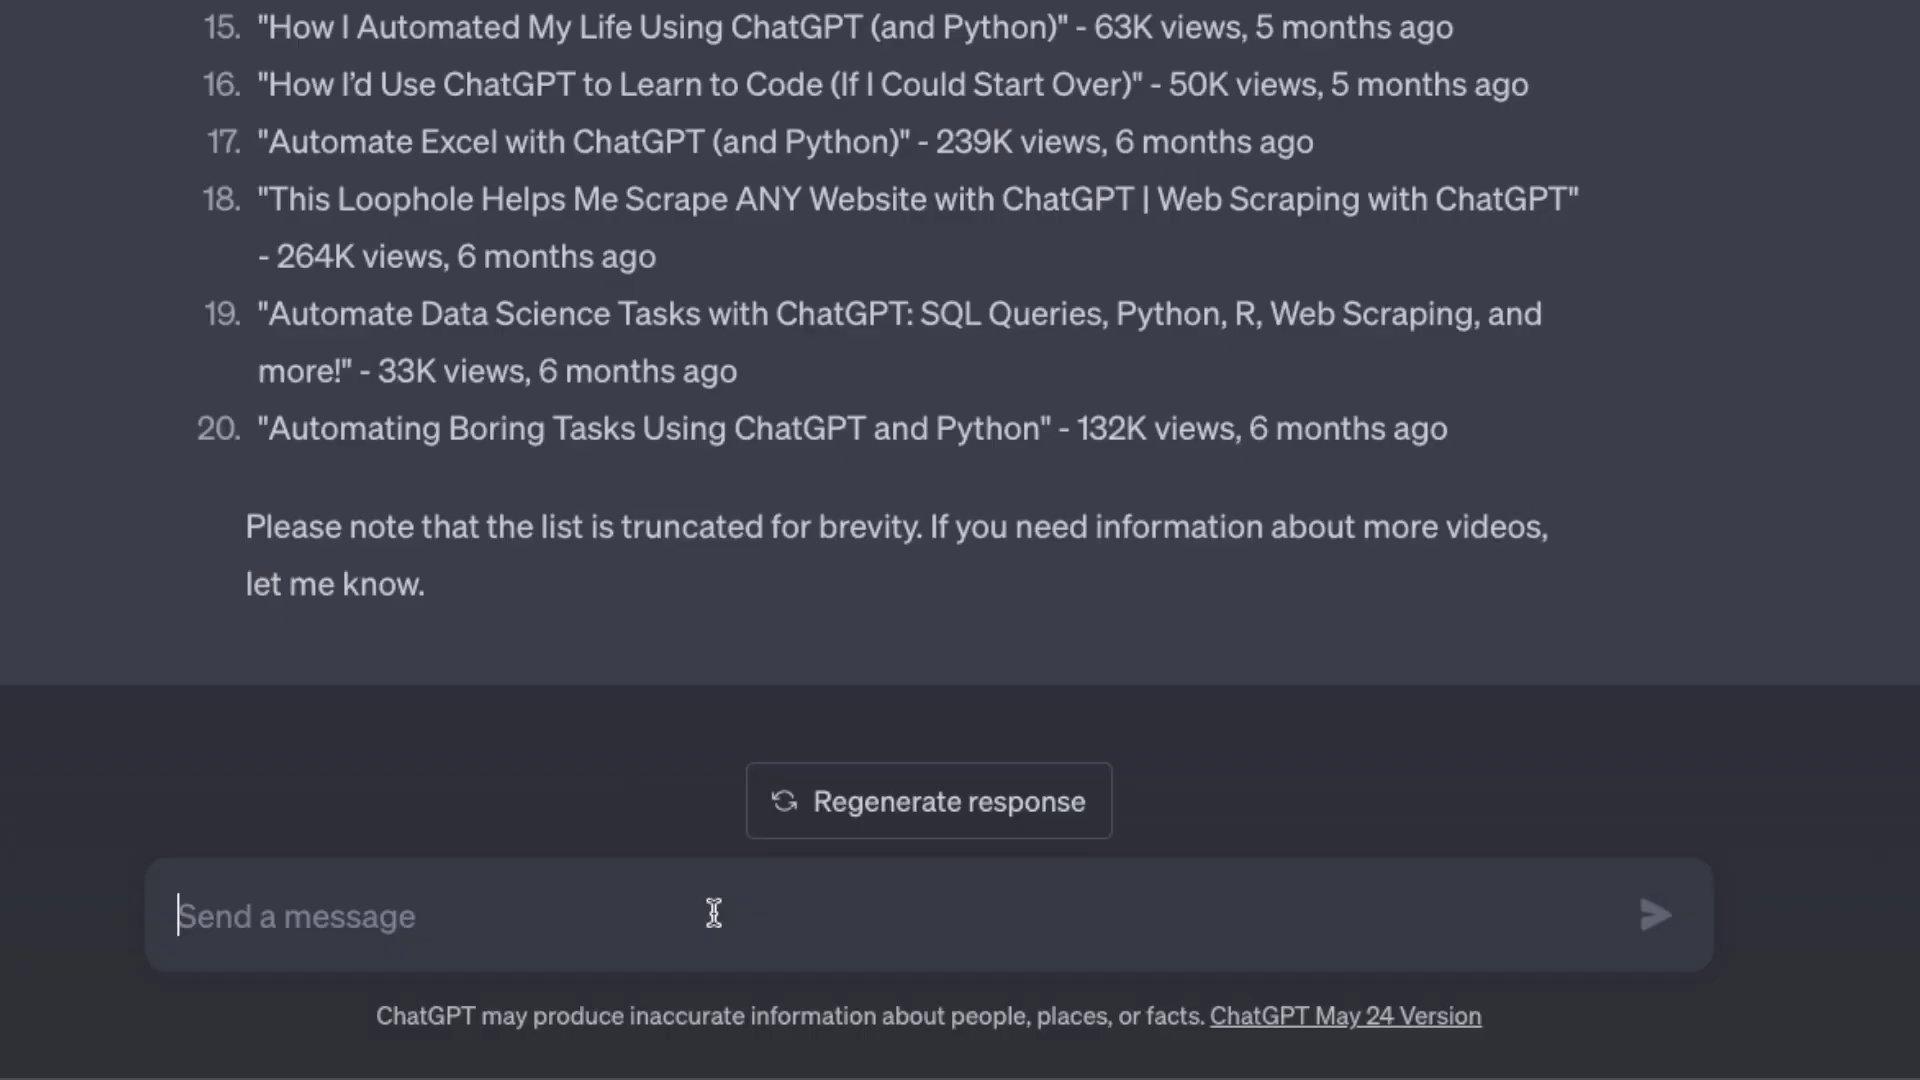 15. "How I Automated My Life Using ChatGPT (and Python)" - 63K views, 5 months ago
16. "How I’d Use ChatGPT to Learn to Code (If I Could Start Over)" - 50K views, 5 months ago
17. "Automate Excel with ChatGPT (and Python)" - 239K views, 6 months ago
18. "This Loophole Helps Me Scrape ANY Website with ChatGPT | Web Scraping with ChatGPT"
- 264K views, 6 months ago
19. "Automate Data Science Tasks with ChatGPT: SQL Queries, Python, R, Web Scraping, and
more!" - 33K views, 6 months ago
20. "Automating Boring Tasks Using ChatGPT and Python" - 132K views, 6 months ago
Please note that the list is truncated for brevity. If you need information about more videos,
let me know.
Regenerate response
Send a message
ChatGPT may produce inaccurate information about people, places, or facts. ChatGPT May 24 Version